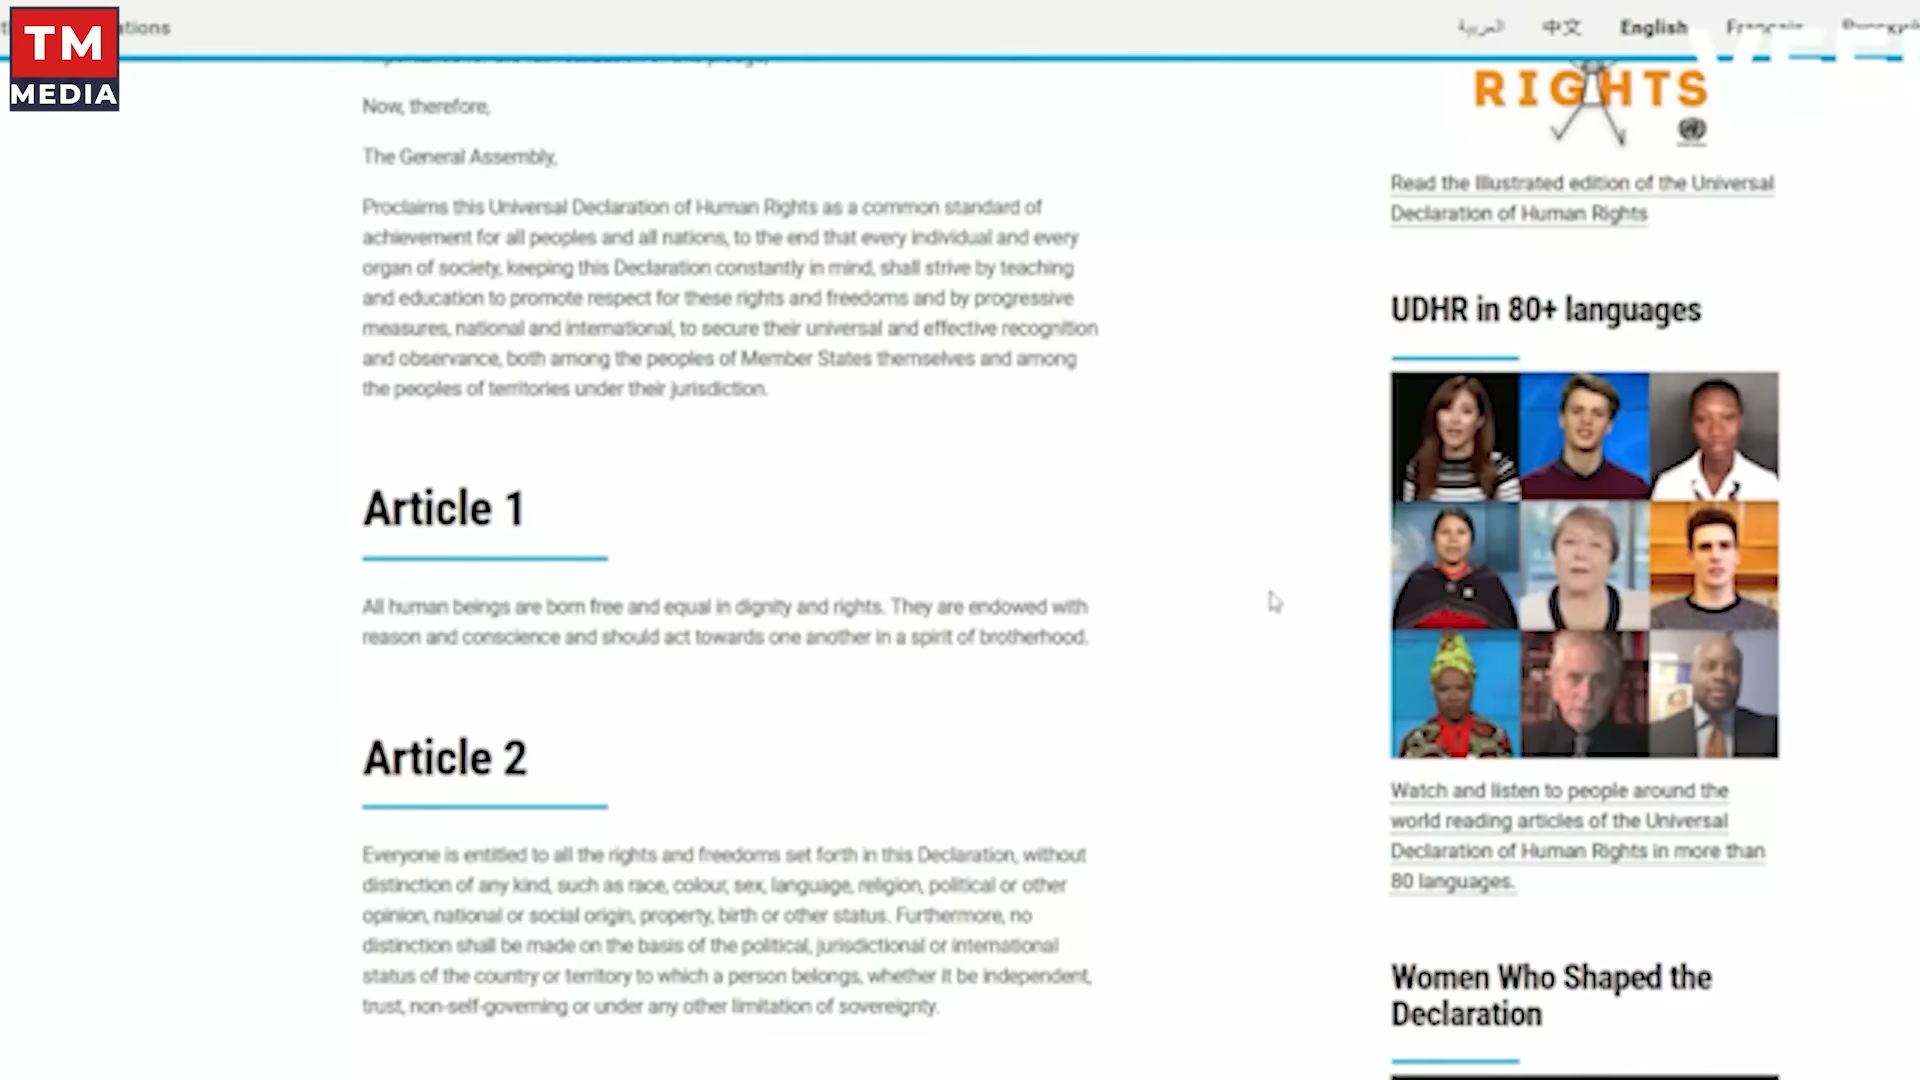 TM
MEDIA
ations
العربية
中文
English
Français
Now, therefore,
The General Assembly,
Proclaims this Universal Declaration of Human Rights as a common standard of
achievement for all peoples and all nations, to the end that every individual and every
organ of society, keeping this Declaration constantly in mind, shall strive by teaching
and education to promote respect for these rights and freedoms and by progressive
measures, national and international, to secure their universal and effective recognition
and observance, both among the peoples of Member States themselves and among
the peoples of territories under their jurisdiction.
Article 1
All human beings are born free and equal in dignity and rights. They are endowed with
reason and conscience and should act towards one another in a spirit of brotherhood.
Article 2
Everyone is entitled to all the rights and freedoms set forth in this Declaration, without
distinction of any kind, such as race, colour, sex, language, religion, political or other
opinion, national or social origin, property, birth or other status. Furthermore, no
distinction shall be made on the basis of the political, jurisdictional or international
status of the country or territory to which a person belongs, whether it be independent,
trust, non-self-governing or under any other limitation of sovereignty.
RIGHTS
Read the Illustrated edition of the Universal
Declaration of Human Rights
UDHR in 80+ languages
Watch and listen to people around the
world reading articles of the Universal
Declaration of Human Rights in more than
80 languages.
Women Who Shaped the
Declaration